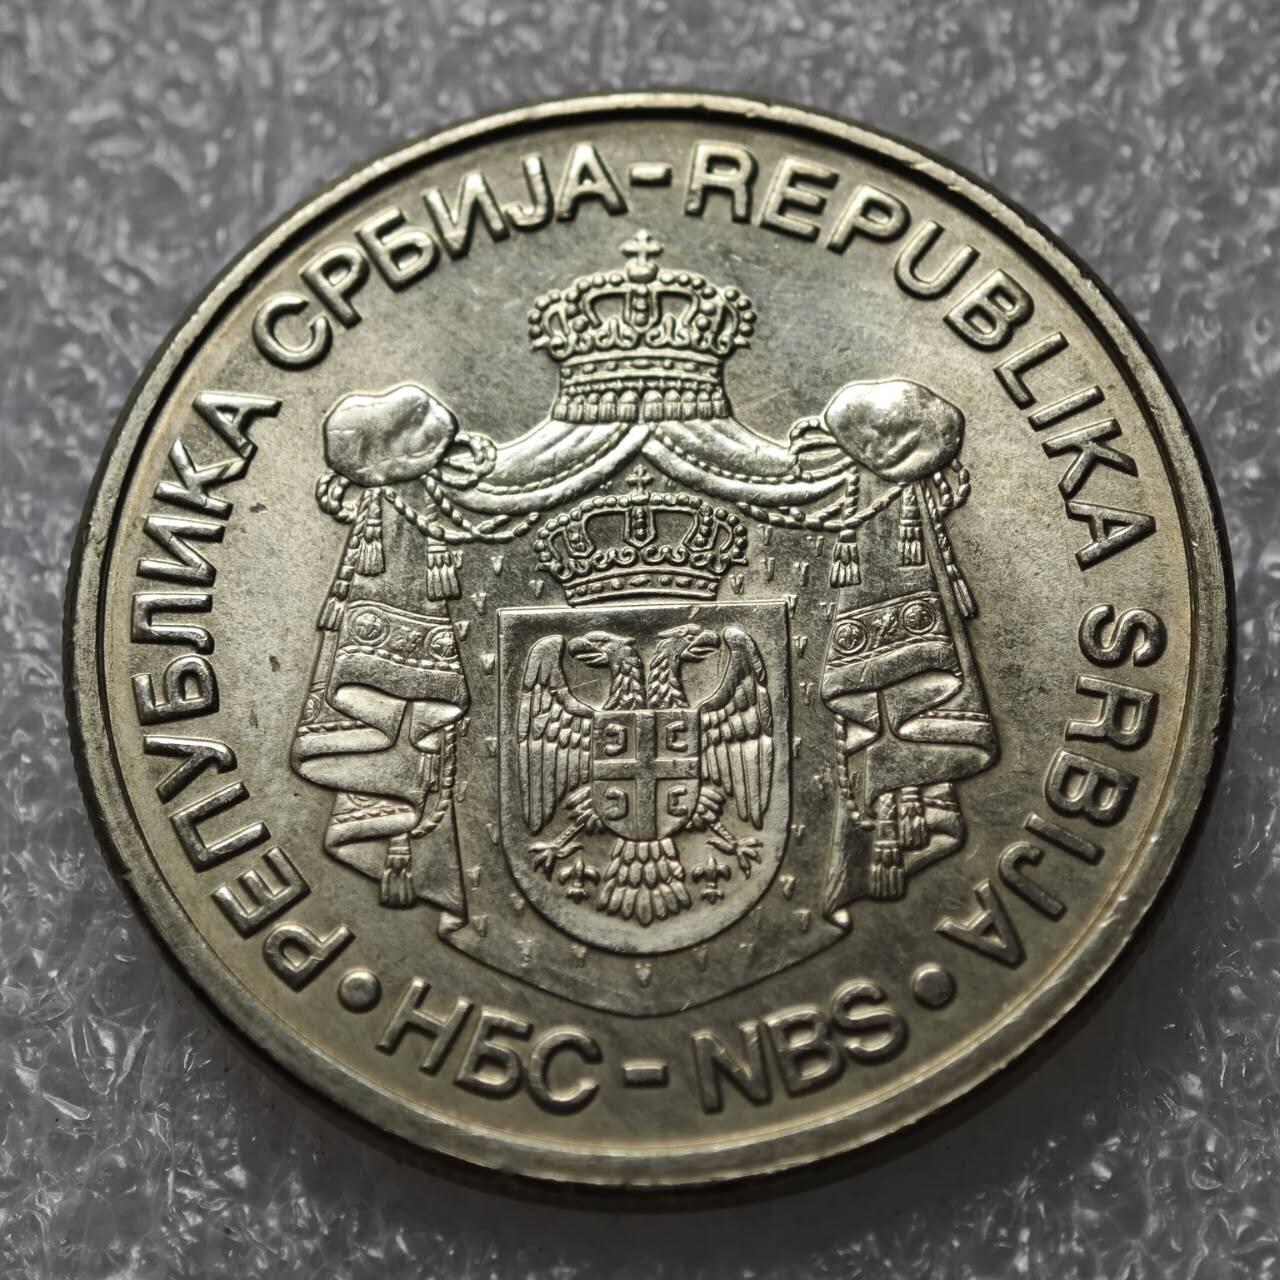 РЕПУБЛИКА СРБИЈА - REPUBLIKA SRBIJA
• НБС - NBS •